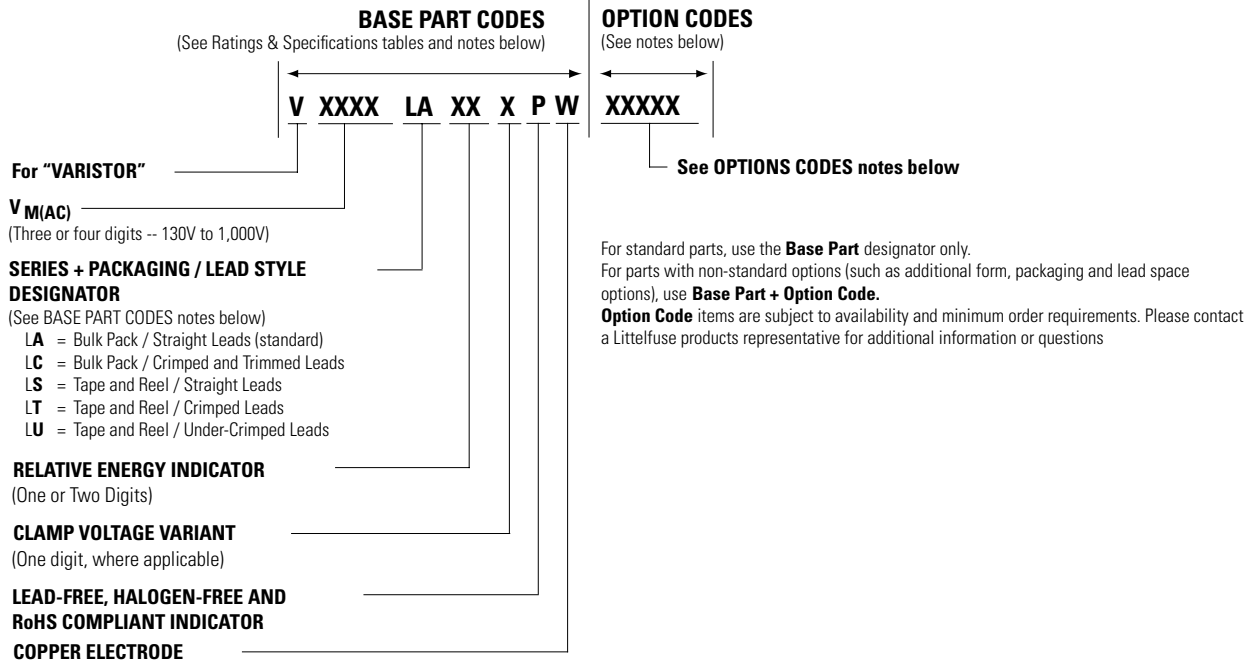 BASE PART CODES
(See Ratings & Specifications tables and notes below)
OPTION CODES
(See notes below)
V XXXX LA XX X P W XXXXX
For “VARISTOR”
See OPTIONS CODES notes below
V M(AC)
(Three or four digits -- 130V to 1,000V)
SERIES + PACKAGING / LEAD STYLE
DESIGNATOR
(See BASE PART CODES notes below)
LA = Bulk Pack / Straight Leads (standard)
LC = Bulk Pack / Crimped and Trimmed Leads
LS = Tape and Reel / Straight Leads
LT = Tape and Reel / Crimped Leads
LU = Tape and Reel / Under-Crimped Leads
RELATIVE ENERGY INDICATOR
(One or Two Digits)
CLAMP VOLTAGE VARIANT
(One digit, where applicable)
LEAD-FREE, HALOGEN-FREE AND
RoHS COMPLIANT INDICATOR
COPPER ELECTRODE
For standard parts, use the Base Part designator only.
For parts with non-standard options (such as additional form, packaging and lead space
options), use Base Part + Option Code.
Option Code items are subject to availability and minimum order requirements. Please contact
a Littelfuse products representative for additional information or questions